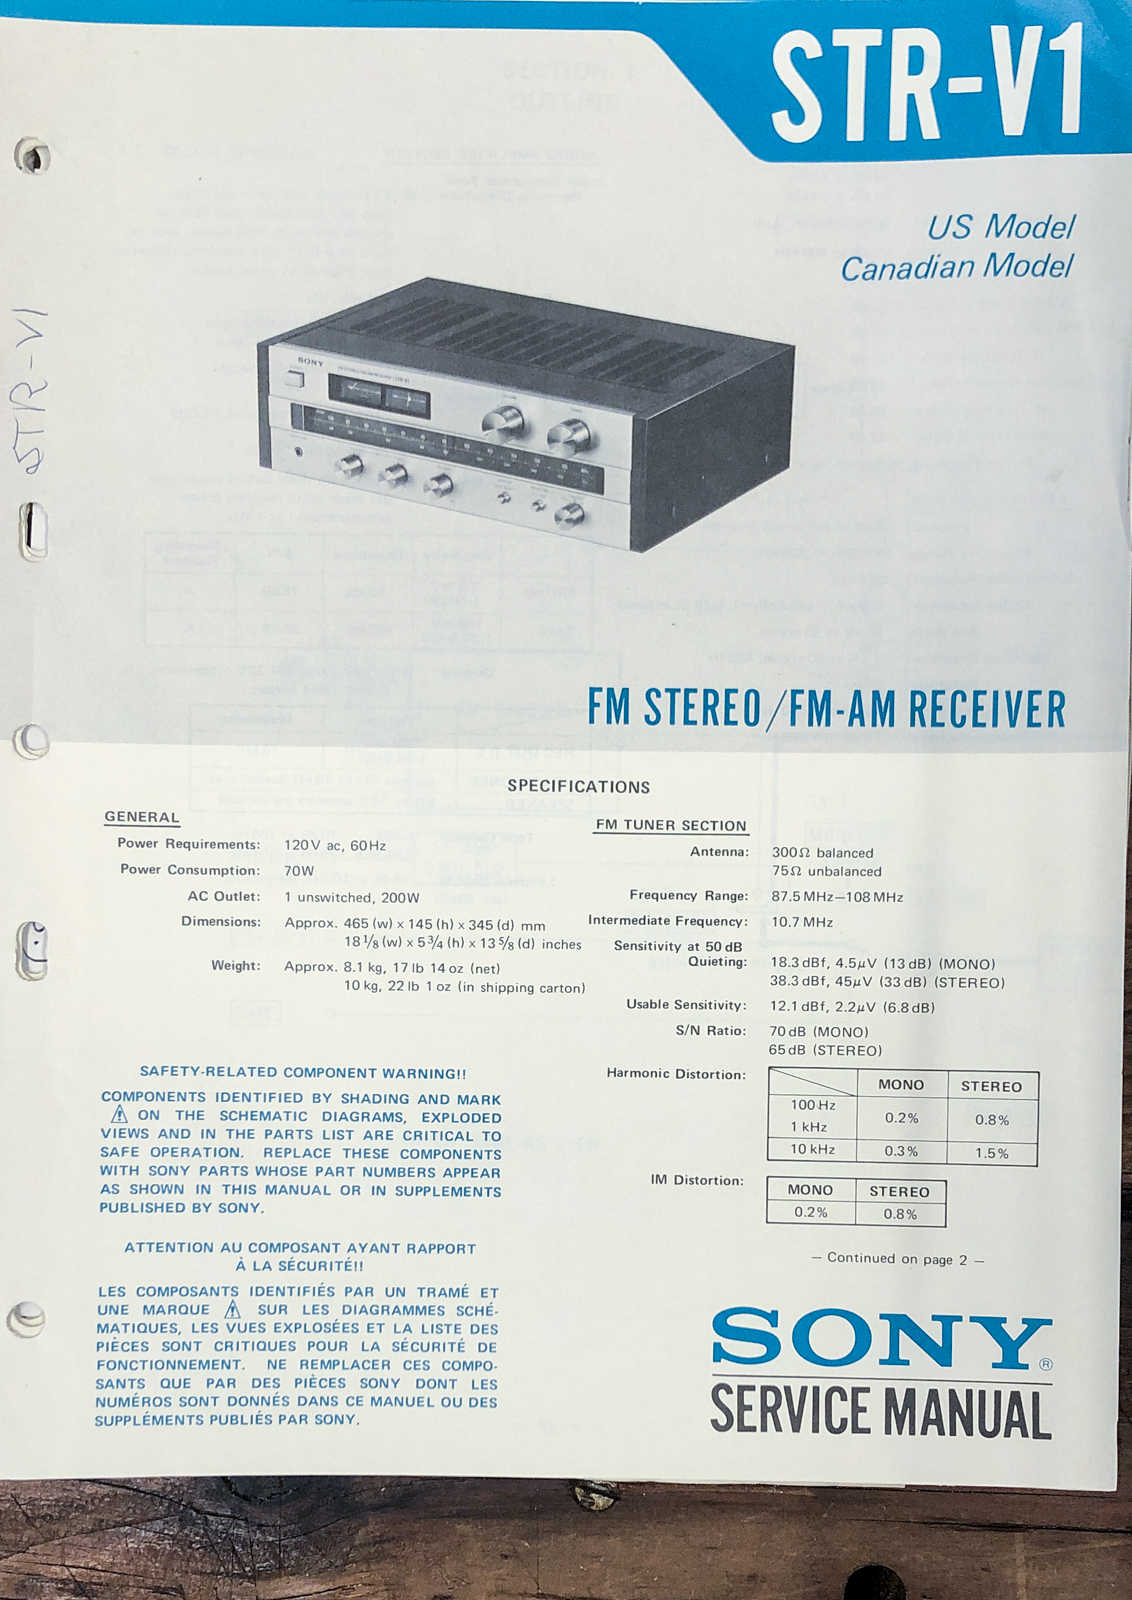 STR-V1
US Model
Canadian Model
STR-V1
SONY
FM STEREO/FM-AM RECEIVER
SPECIFICATIONS
GENERAL
Power Requirements: 120V ac, 60Hz
Power Consumption: 70W
AC Outlet: 1 unswitched, 200W
Dimensions: Approx. 465 (w) x 145 (h) x 345 (d) mm
18 1/8 (w) x 5 3/4 (h) x 13 5/8 (d) inches
Weight: Approx. 8.1 kg, 17 lb 14 oz (net)
10 kg, 22 lb 1 oz (in shipping carton)
SAFETY-RELATED COMPONENT WARNING!!
COMPONENTS IDENTIFIED BY SHADING AND MARK
⚠ ON THE SCHEMATIC DIAGRAMS, EXPLODED
VIEWS AND IN THE PARTS LIST ARE CRITICAL TO
SAFE OPERATION. REPLACE THESE COMPONENTS
WITH SONY PARTS WHOSE PART NUMBERS APPEAR
AS SHOWN IN THIS MANUAL OR IN SUPPLEMENTS
PUBLISHED BY SONY.
ATTENTION AU COMPOSANT AYANT RAPPORT
À LA SÉCURITÉ!!
LES COMPOSANTS IDENTIFIÉS PAR UN TRAMÉ ET
UNE MARQUE ⚠ SUR LES DIAGRAMMES SCHÉ-
MATIQUES, LES VUES EXPLOSÉES ET LA LISTE DES
PIÈCES SONT CRITIQUES POUR LA SÉCURITÉ DE
FONCTIONNEMENT. NE REMPLACER CES COMPO-
SANTS QUE PAR DES PIÈCES SONY DONT LES
NUMÉROS SONT DONNÉS DANS CE MANUEL OU DES
SUPPLÉMENTS PUBLIÉS PAR SONY.
FM TUNER SECTION
Antenna: 300Ω balanced
75Ω unbalanced
Frequency Range: 87.5 MHz—108 MHz
Intermediate Frequency: 10.7 MHz
Sensitivity at 50 dB
Quieting: 18.3 dBf, 4.5μV (13 dB) (MONO)
38.3 dBf, 45μV (33 dB) (STEREO)
Usable Sensitivity: 12.1 dBf, 2.2μV (6.8 dB)
S/N Ratio: 70 dB (MONO)
65 dB (STEREO)
Harmonic Distortion:
MONO STEREO
100 Hz
1 kHz 0.2% 0.8%
10 kHz 0.3% 1.5%
IM Distortion:
MONO STEREO
0.2% 0.8%
— Continued on page 2 —
SONY®
SERVICE MANUAL